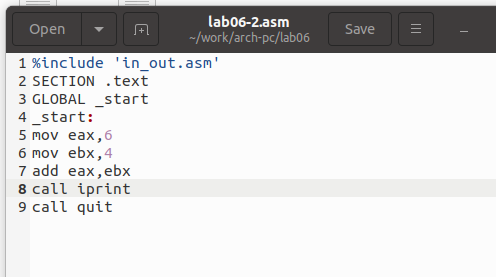 Open
lab06-2.asm
~/work/arch-pc/lab06
Save
1 %include 'in_out.asm'
2 SECTION .text
3 GLOBAL _start
4 _start:
5 mov eax,6
6 mov ebx,4
7 add eax,ebx
8 call iprint
9 call quit